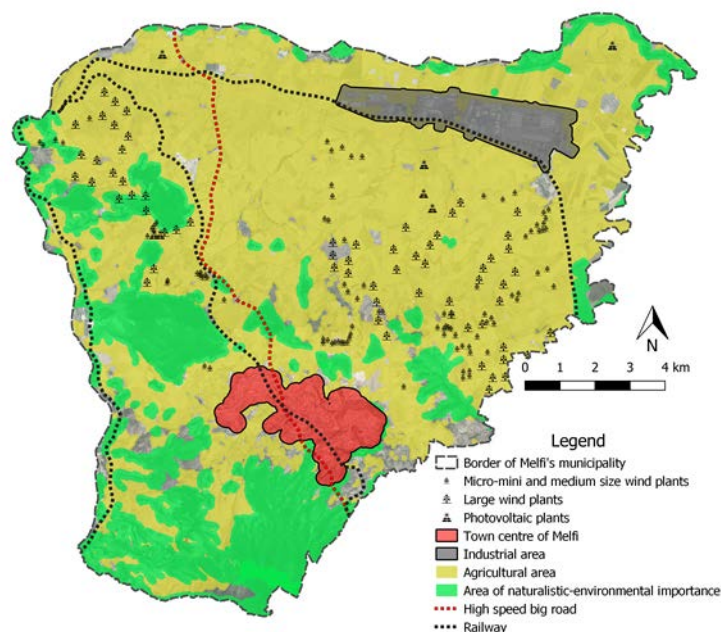 N
0 1 2 3 4 km
Legend
Border of Melfi's municipality
Micro-mini and medium size wind plants
Large wind plants
Photovoltaic plants
Town centre of Melfi
Industrial area
Agricultural area
Area of naturalistic-environmental importance
High speed big road
Railway